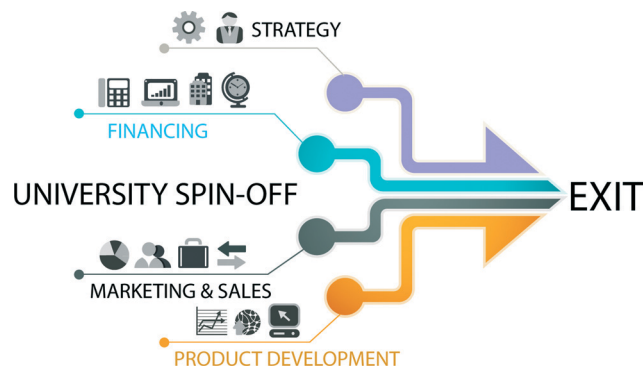 STRATEGY
FINANCING
UNIVERSITY SPIN-OFF
EXIT
MARKETING & SALES
PRODUCT DEVELOPMENT